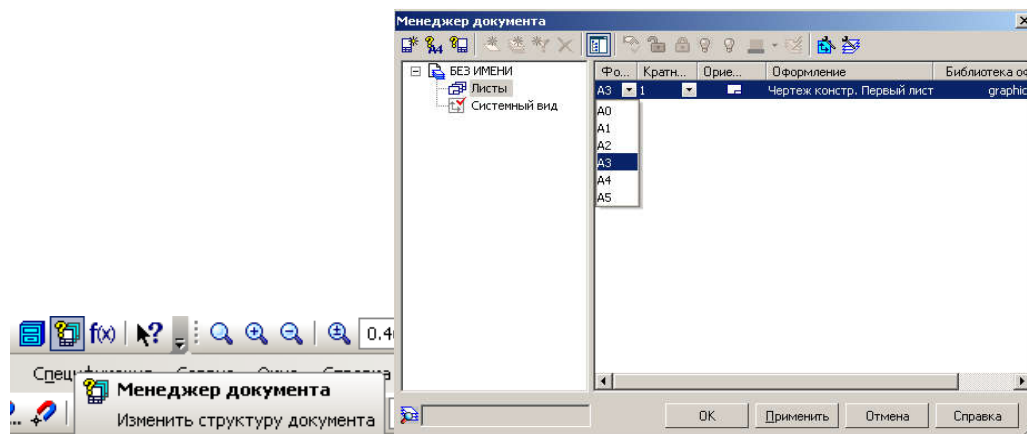 Менеджер документа
A4
БЕЗ ИМЕНИ
Листы
Системный вид
Фо... Кратн... Орие... Оформление Библиотека оф
A3 1 Чертеж констр. Первый лист graphic
A0
A1
A2
A3
A4
A5
f(x) 0.4
Менеджер документа
Изменить структуру документа
OK Применить Отмена Справка